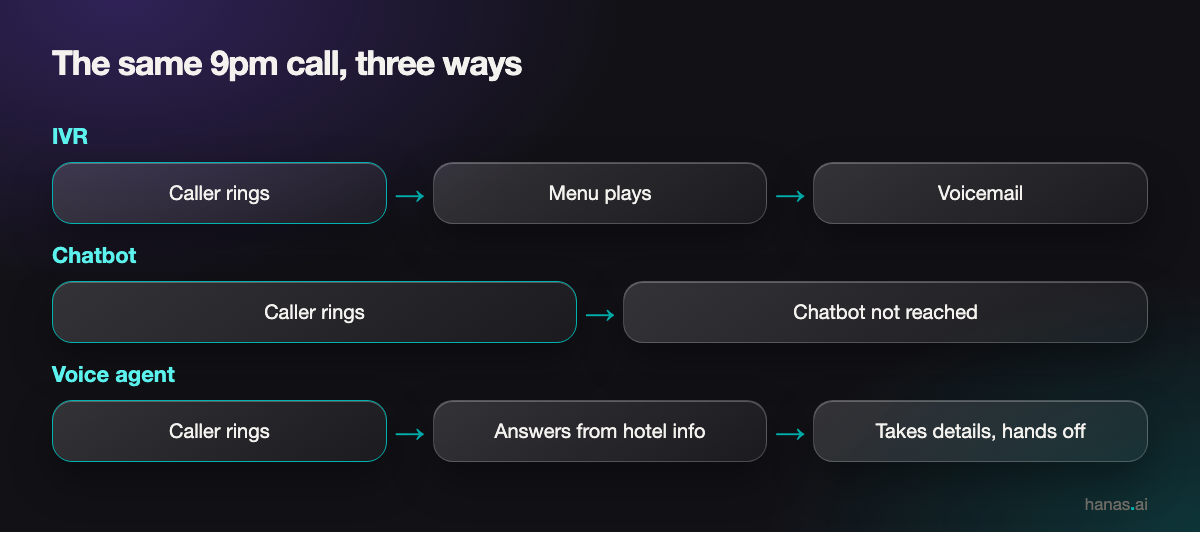 The same 9pm call, three ways
IVR
Caller rings → Menu plays → Voicemail
Chatbot
Caller rings → Chatbot not reached
Voice agent
Caller rings → Answers from hotel info → Takes details, hands off
hanas.ai